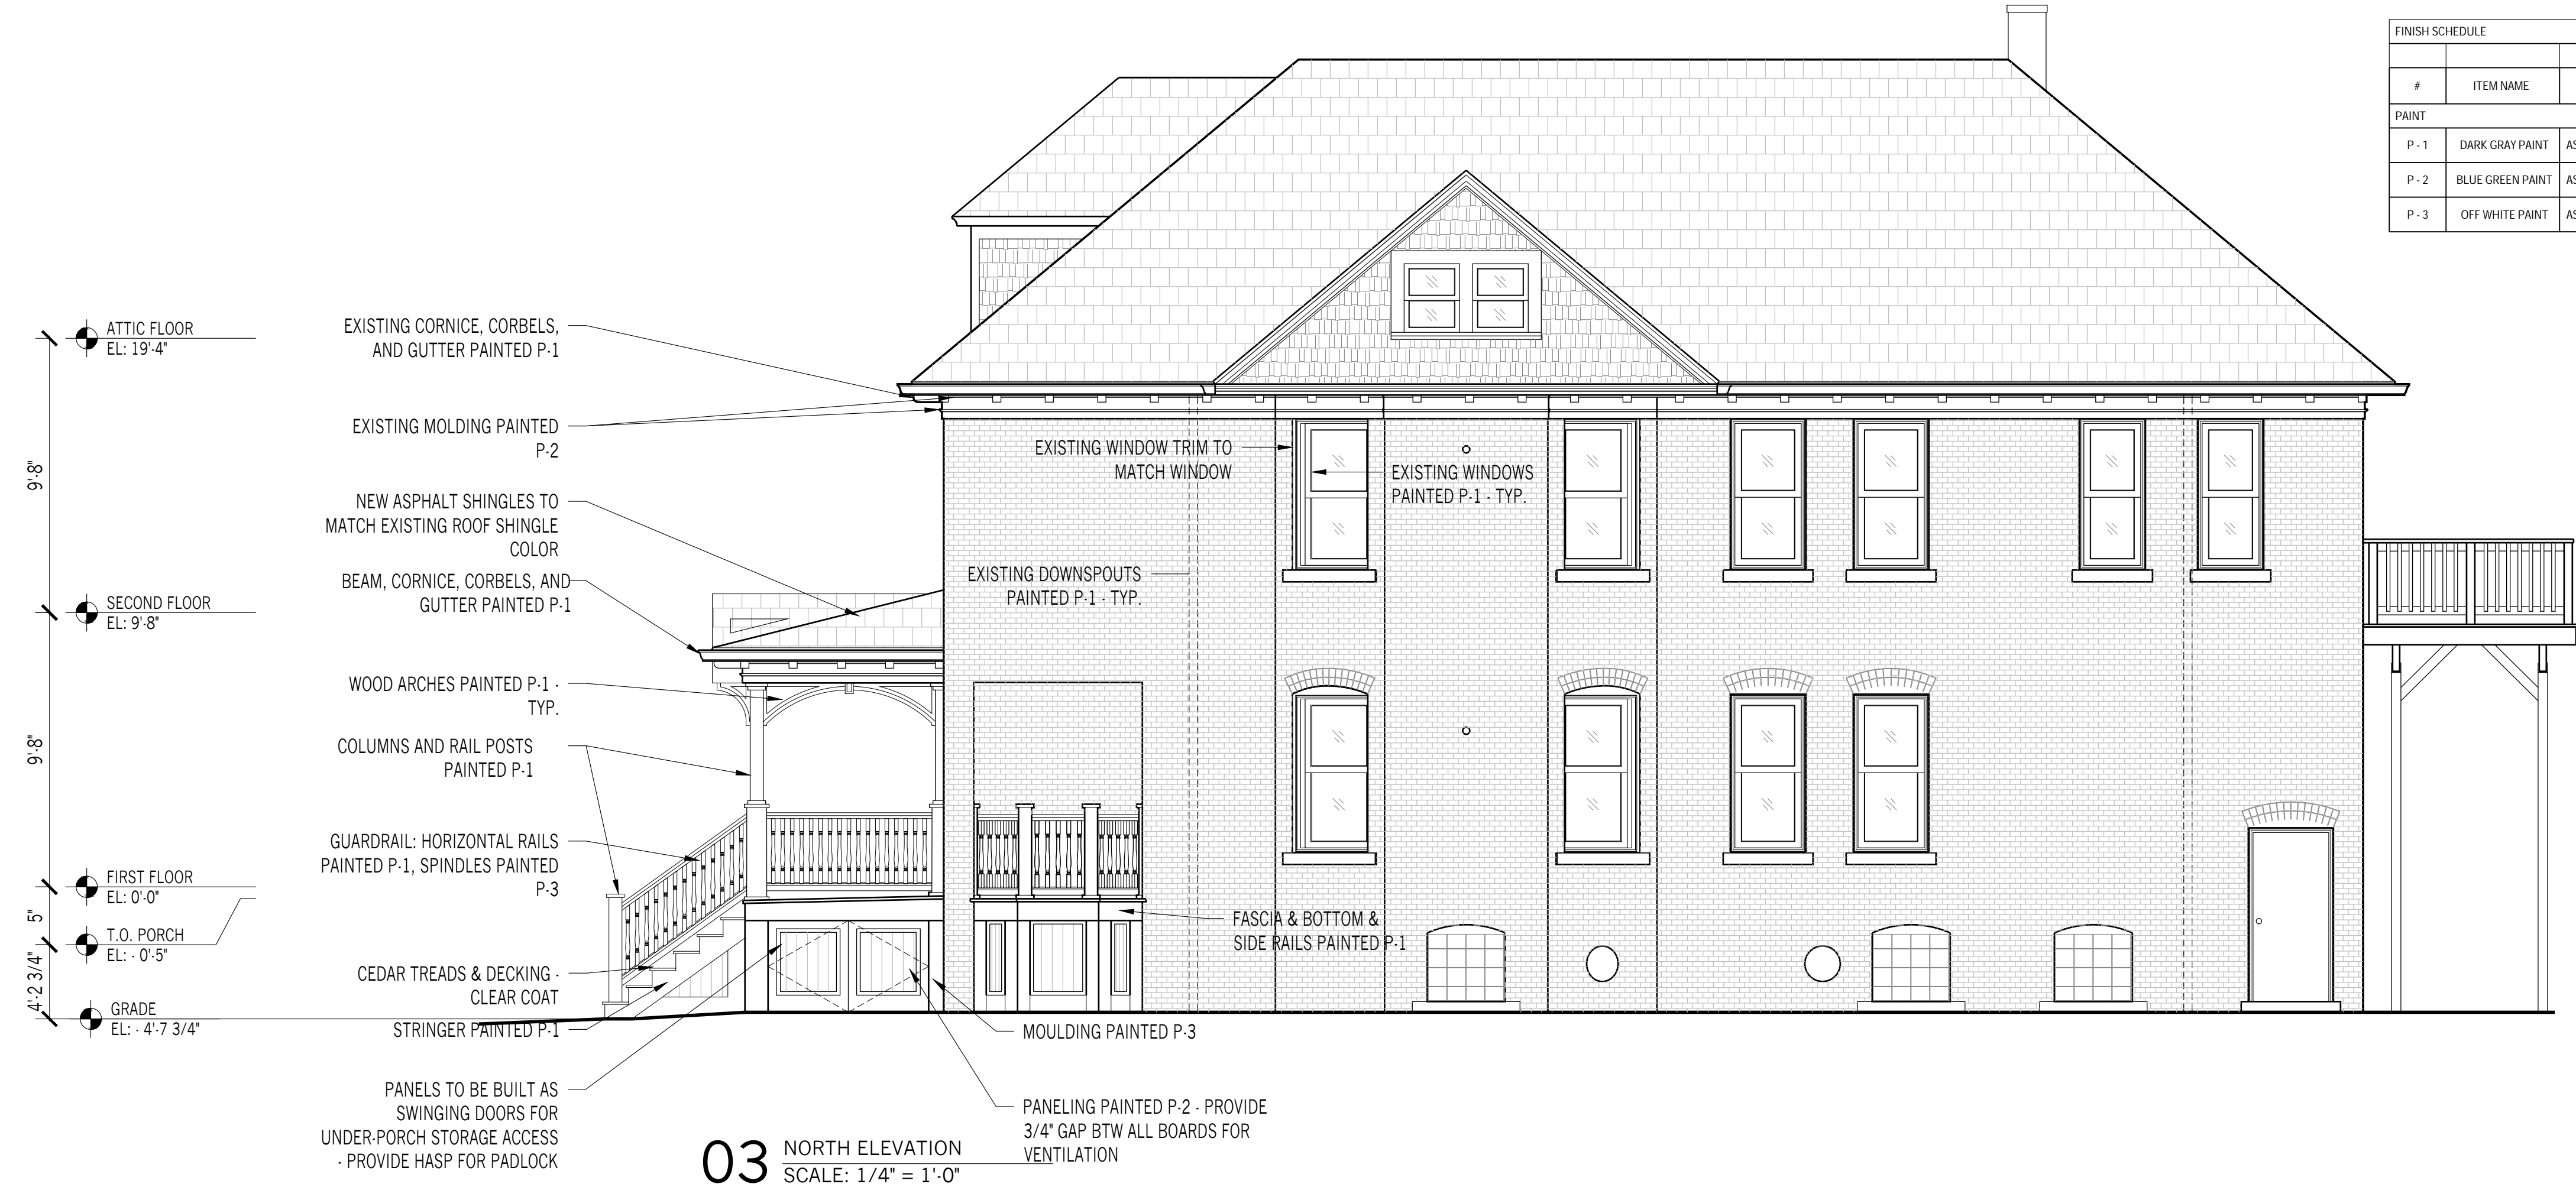 FINISH SCHEDULE
# ITEM NAME
PAINT
P - 1 DARK GRAY PAINT AS
P - 2 BLUE GREEN PAINT AS
P - 3 OFF WHITE PAINT AS
ATTIC FLOOR
EL: 19'-4"
9'-8"
SECOND FLOOR
EL: 9'-8"
9'-8"
FIRST FLOOR
EL: 0'-0"
5"
T.O. PORCH
EL: - 0'-5"
4'-2 3/4"
GRADE
EL: - 4'-7 3/4"
EXISTING CORNICE, CORBELS,
AND GUTTER PAINTED P-1
EXISTING MOLDING PAINTED
P-2
NEW ASPHALT SHINGLES TO
MATCH EXISTING ROOF SHINGLE
COLOR
BEAM, CORNICE, CORBELS, AND
GUTTER PAINTED P-1
WOOD ARCHES PAINTED P-1 -
TYP.
COLUMNS AND RAIL POSTS
PAINTED P-1
GUARDRAIL: HORIZONTAL RAILS
PAINTED P-1, SPINDLES PAINTED
P-3
CEDAR TREADS & DECKING -
CLEAR COAT
STRINGER PAINTED P-1
PANELS TO BE BUILT AS
SWINGING DOORS FOR
UNDER-PORCH STORAGE ACCESS
- PROVIDE HASP FOR PADLOCK
EXISTING WINDOW TRIM TO
MATCH WINDOW
EXISTING WINDOWS
PAINTED P-1 - TYP.
EXISTING DOWNSPOUTS
PAINTED P-1 - TYP.
FASCIA & BOTTOM &
SIDE RAILS PAINTED P-1
MOULDING PAINTED P-3
PANELING PAINTED P-2 - PROVIDE
3/4" GAP BTW ALL BOARDS FOR
VENTILATION
03 NORTH ELEVATION
SCALE: 1/4" = 1'-0"